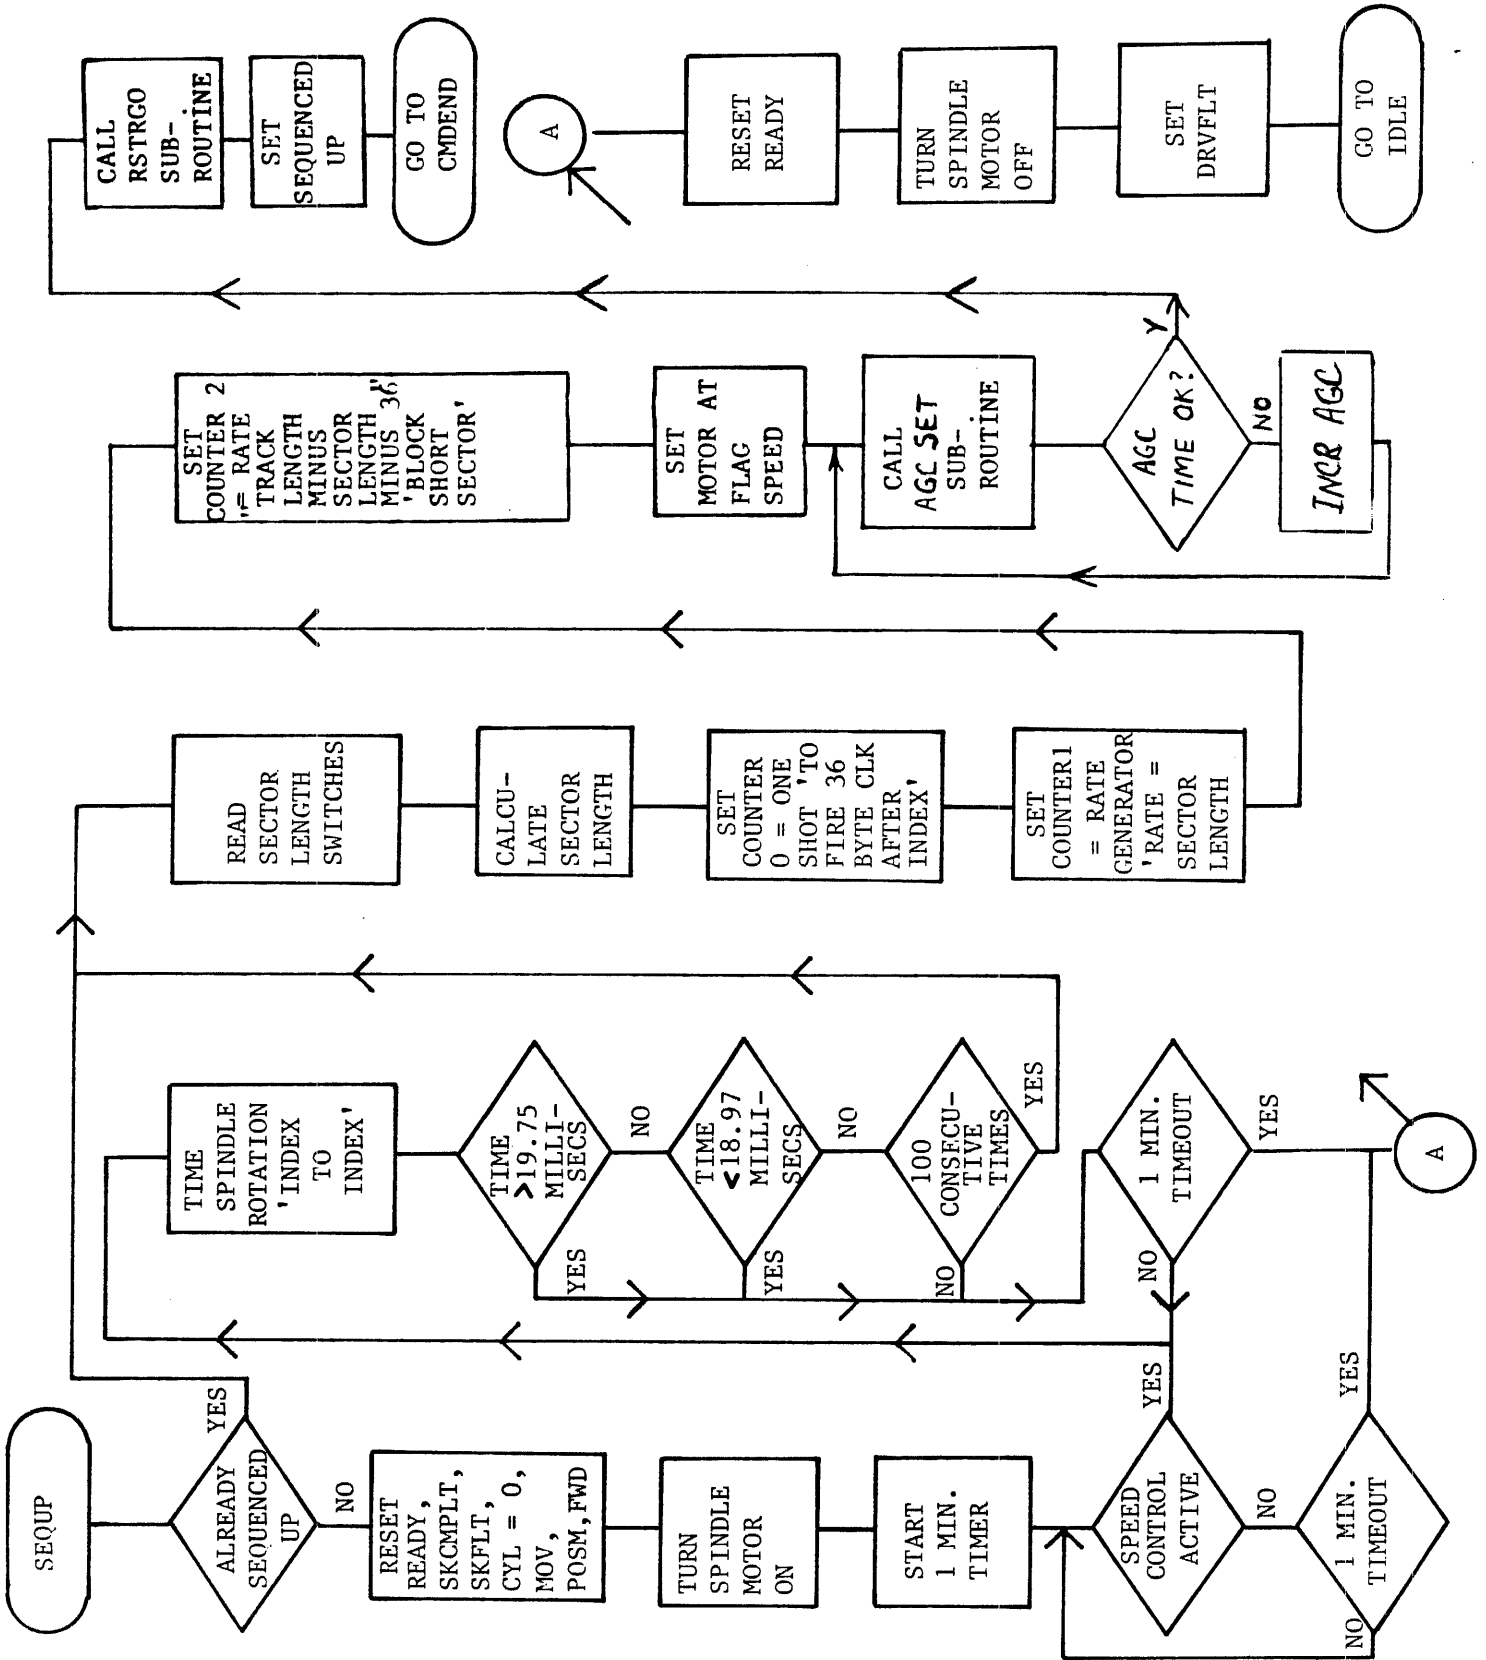 SEQUP
ALREADY
SEQUENCED
UP
YES
NO
RESET
READY,
SKCMPLT,
SKFLT,
CYL = 0,
MOV,
POSM,FWD
TURN
SPINDLE
MOTOR
ON
START
1 MIN.
TIMER
SPEED
CONTROL
ACTIVE
YES
NO
1 MIN.
TIMEOUT
YES
NO
TIME
SPINDLE
ROTATION
'INDEX
TO
INDEX'
TIME
>19.75
MILLI-
SECS
YES
NO
TIME
<18.97
MILLI-
SECS
YES
NO
100
CONSECU-
TIVE
TIMES
YES
NO
1 MIN.
TIMEOUT
NO
YES
A
READ
SECTOR
LENGTH
SWITCHES
CALCU-
LATE
SECTOR
LENGTH
SET
COUNTER
0 = ONE
SHOT 'TO
FIRE 36
BYTE CLK
AFTER
INDEX'
SET
COUNTER1
= RATE
GENERATOR
'RATE =
SECTOR
LENGTH
SET
COUNTER 2
"= RATE
TRACK
LENGTH
MINUS
SECTOR
LENGTH
MINUS 36"
'BLOCK
SHORT
SECTOR'
SET
MOTOR AT
FLAG
SPEED
CALL
AGC SET
SUB-
ROUTINE
AGC
TIME OK?
Y
NO
INCR AGC
CALL
RSTRGO
SUB-
ROUTINE
SET
SEQUENCED
UP
GO TO
CMDEND
A
RESET
READY
TURN
SPINDLE
MOTOR
OFF
SET
DRVFLT
GO TO
IDLE